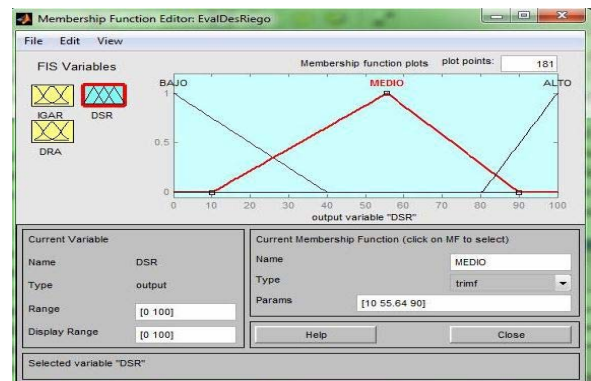 Membership Function Editor: EvalDesRiego
File Edit View
FIS Variables
IGAR
DSR
DRA
Membership function plots plot points: 181
BAJO MEDIO ALTO
1
0.5
0
0 10 20 30 40 50 60 70 80 90 100
output variable "DSR"
Current Variable
Name DSR
Type output
Range [0 100]
Display Range [0 100]
Current Membership Function (click on MF to select)
Name MEDIO
Type trimf
Params [10 55.64 90]
Help Close
Selected variable "DSR"